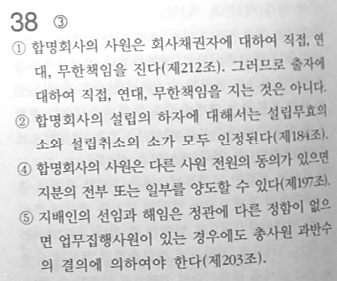 38 ③
① 합명회사의 사원은 회사채권자에 대하여 직접, 연
대, 무한책임을 진다(제212조). 그러므로 출자에
대하여 직접, 연대, 무한책임을 지는 것은 아니다.
② 합명회사의 설립의 하자에 대해서는 설립무효의
소와 설립취소의 소가 모두 인정된다(제184조).
④ 합명회사의 사원은 다른 사원 전원의 동의가 있으면
지분의 전부 또는 일부를 양도할 수 있다(제197조).
⑤ 지배인의 선임과 해임은 정관에 다른 정함이 없으
면 업무집행사원이 있는 경우에도 총사원 과반수
의 결의에 의하여야 한다(제203조).